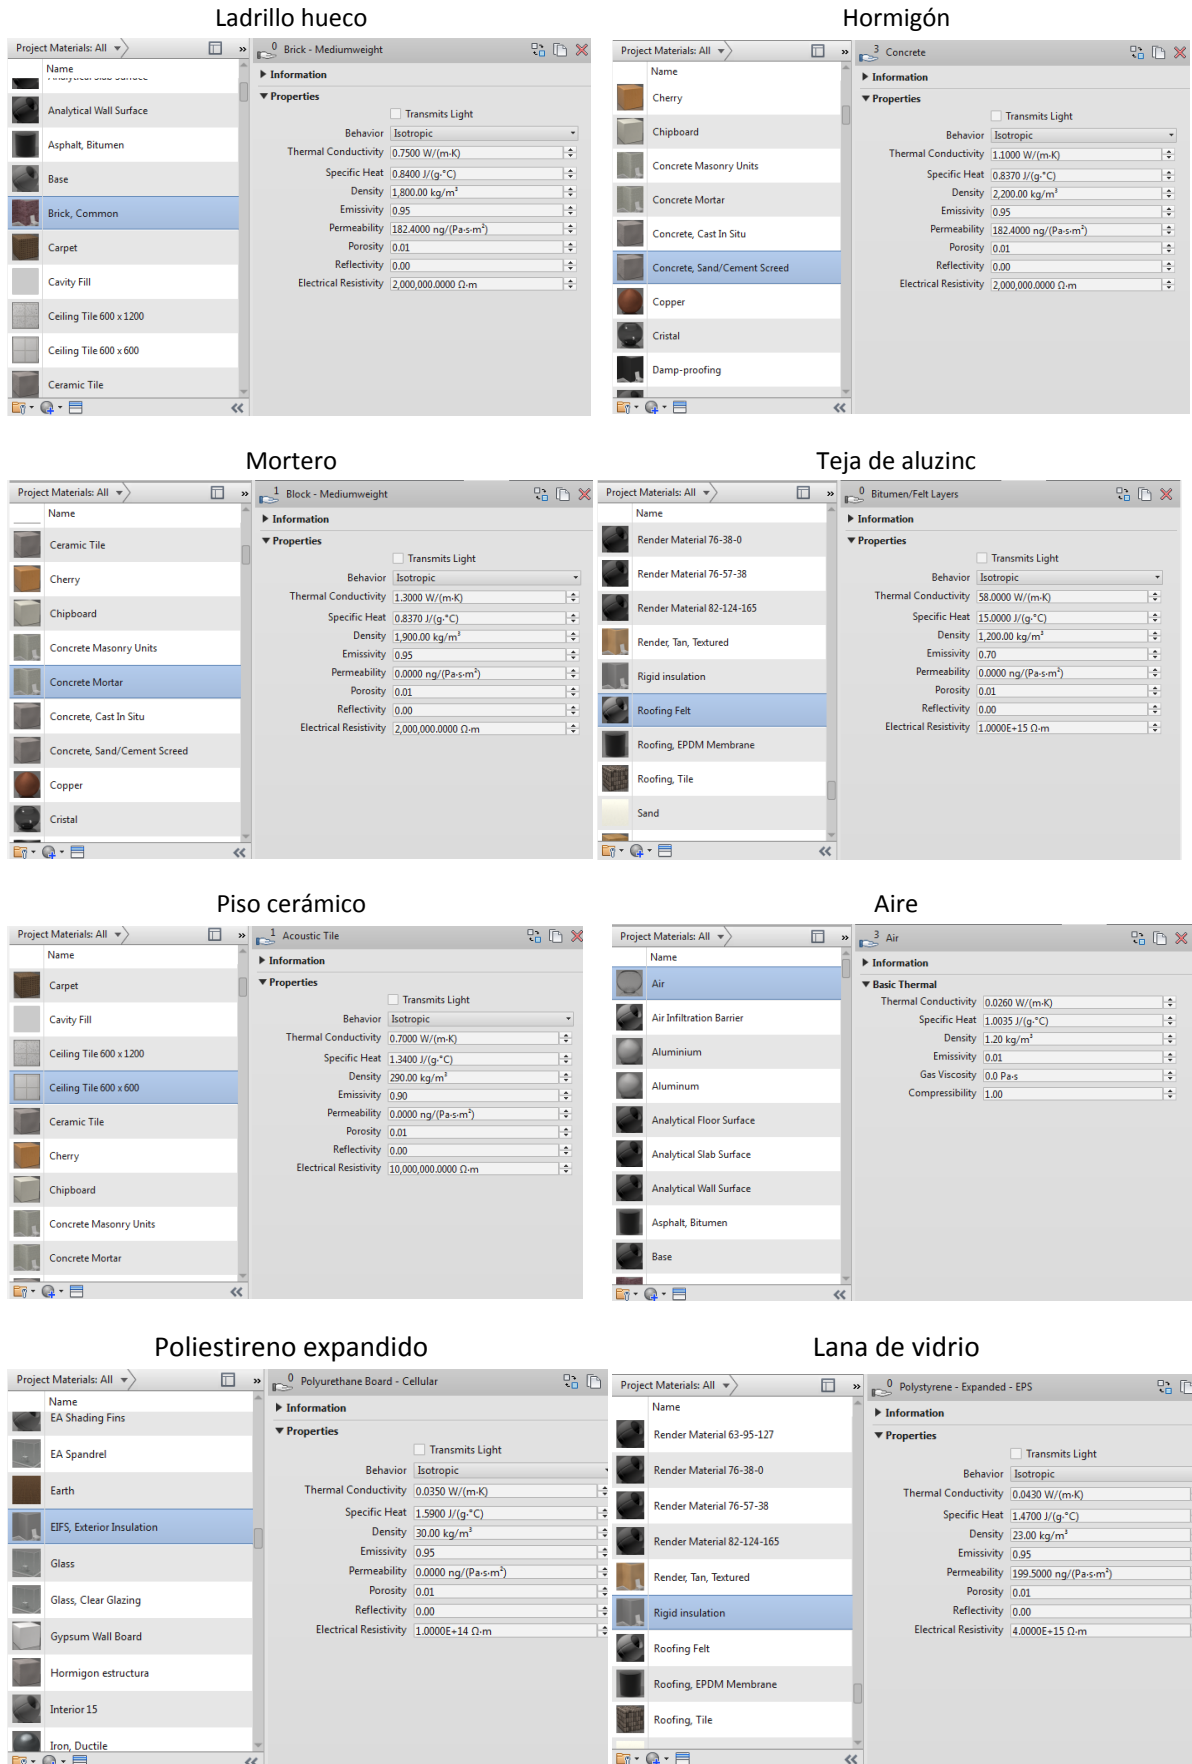 Ladrillo hueco
Project Materials: All
»
0 Brick - Mediumweight
Name
Analytical Slab Surface
Analytical Wall Surface
Asphalt, Bitumen
Base
Brick, Common
Carpet
Cavity Fill
Ceiling Tile 600 x 1200
Ceiling Tile 600 x 600
Ceramic Tile
Information
Properties
Transmits Light
Behavior Isotropic
Thermal Conductivity 0.7500 W/(m·K)
Specific Heat 0.8400 J/(g·°C)
Density 1,800.00 kg/m³
Emissivity 0.95
Permeability 182.4000 ng/(Pa·s·m²)
Porosity 0.01
Reflectivity 0.00
Electrical Resistivity 2,000,000.0000 Ω·m
Hormigón
Project Materials: All
»
3 Concrete
Name
Cherry
Chipboard
Concrete Masonry Units
Concrete Mortar
Concrete, Cast In Situ
Concrete, Sand/Cement Screed
Copper
Cristal
Damp-proofing
Information
Properties
Transmits Light
Behavior Isotropic
Thermal Conductivity 1.1000 W/(m·K)
Specific Heat 0.8370 J/(g·°C)
Density 2,200.00 kg/m³
Emissivity 0.95
Permeability 182.4000 ng/(Pa·s·m²)
Porosity 0.01
Reflectivity 0.00
Electrical Resistivity 2,000,000.0000 Ω·m
Mortero
Project Materials: All
»
1 Block - Mediumweight
Name
Ceramic Tile
Cherry
Chipboard
Concrete Masonry Units
Concrete Mortar
Concrete, Cast In Situ
Concrete, Sand/Cement Screed
Copper
Cristal
Information
Properties
Transmits Light
Behavior Isotropic
Thermal Conductivity 1.3000 W/(m·K)
Specific Heat 0.8370 J/(g·°C)
Density 1,900.00 kg/m³
Emissivity 0.95
Permeability 0.0000 ng/(Pa·s·m²)
Porosity 0.01
Reflectivity 0.00
Electrical Resistivity 2,000,000.0000 Ω·m
Teja de aluzinc
Project Materials: All
»
0 Bitumen/Felt Layers
Name
Render Material 76-38-0
Render Material 76-57-38
Render Material 82-124-165
Render, Tan, Textured
Rigid insulation
Roofing Felt
Roofing, EPDM Membrane
Roofing, Tile
Sand
Information
Properties
Transmits Light
Behavior Isotropic
Thermal Conductivity 58.0000 W/(m·K)
Specific Heat 15.0000 J/(g·°C)
Density 1,200.00 kg/m³
Emissivity 0.70
Permeability 0.0000 ng/(Pa·s·m²)
Porosity 0.01
Reflectivity 0.00
Electrical Resistivity 1.0000E+15 Ω·m
Piso cerámico
Project Materials: All
»
1 Acoustic Tile
Name
Carpet
Cavity Fill
Ceiling Tile 600 x 1200
Ceiling Tile 600 x 600
Ceramic Tile
Cherry
Chipboard
Concrete Masonry Units
Concrete Mortar
Information
Properties
Transmits Light
Behavior Isotropic
Thermal Conductivity 0.7000 W/(m·K)
Specific Heat 1.3400 J/(g·°C)
Density 290.00 kg/m³
Emissivity 0.90
Permeability 0.0000 ng/(Pa·s·m²)
Porosity 0.01
Reflectivity 0.00
Electrical Resistivity 10,000,000.0000 Ω·m
Aire
Project Materials: All
»
3 Air
Name
Air
Air Infiltration Barrier
Aluminium
Aluminum
Analytical Floor Surface
Analytical Slab Surface
Analytical Wall Surface
Asphalt, Bitumen
Base
Information
Basic Thermal
Thermal Conductivity 0.0260 W/(m·K)
Specific Heat 1.0035 J/(g·°C)
Density 1.20 kg/m³
Emissivity 0.01
Gas Viscosity 0.0 Pa·s
Compressibility 1.00
Poliestireno expandido
Project Materials: All
»
0 Polyurethane Board - Cellular
Name
EA Shading Fins
EA Spandrel
Earth
EIFS, Exterior Insulation
Glass
Glass, Clear Glazing
Gypsum Wall Board
Hormigon estructura
Interior 15
Iron, Ductile
Information
Properties
Transmits Light
Behavior Isotropic
Thermal Conductivity 0.0350 W/(m·K)
Specific Heat 1.5900 J/(g·°C)
Density 30.00 kg/m³
Emissivity 0.95
Permeability 0.0000 ng/(Pa·s·m²)
Porosity 0.01
Reflectivity 0.00
Electrical Resistivity 1.0000E+14 Ω·m
Lana de vidrio
Project Materials: All
»
0 Polystyrene - Expanded - EPS
Name
Render Material 63-95-127
Render Material 76-38-0
Render Material 76-57-38
Render Material 82-124-165
Render, Tan, Textured
Rigid insulation
Roofing Felt
Roofing, EPDM Membrane
Roofing, Tile
Information
Properties
Transmits Light
Behavior Isotropic
Thermal Conductivity 0.0430 W/(m·K)
Specific Heat 1.4700 J/(g·°C)
Density 23.00 kg/m³
Emissivity 0.95
Permeability 199.5000 ng/(Pa·s·m²)
Porosity 0.01
Reflectivity 0.00
Electrical Resistivity 4.0000E+15 Ω·m